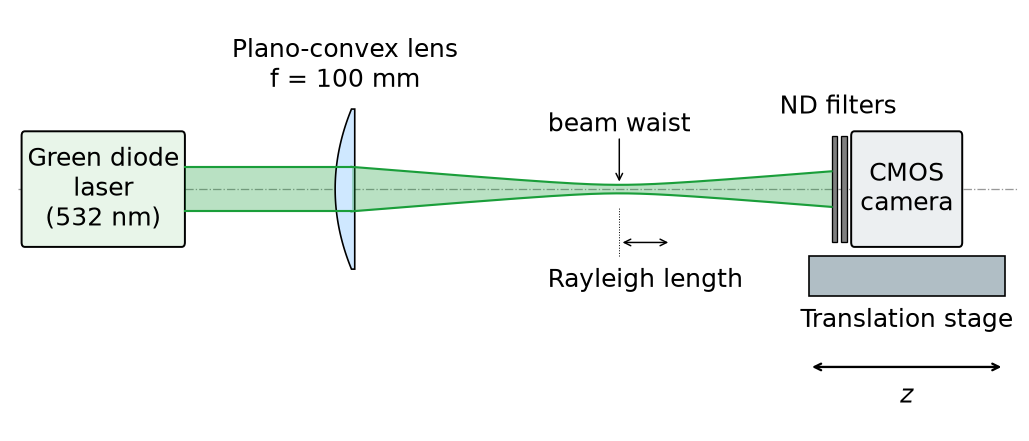 Plano-convex lens
f = 100 mm
ND filters
beam waist
Green diode
laser
(532 nm)
CMOS
camera
Rayleigh length
Translation stage
z